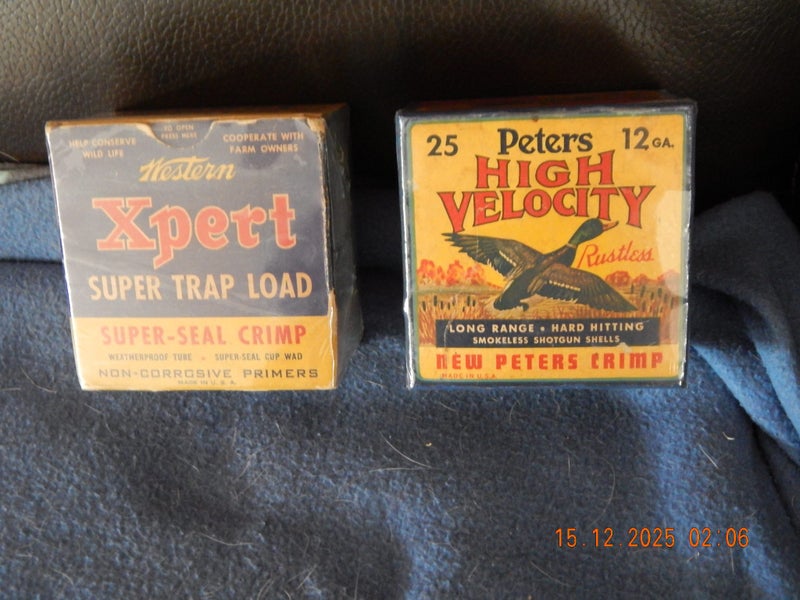 TO OPEN
PRESS HERE
HELP CONSERVE
WILD LIFE
COOPERATE WITH
FARM OWNERS
Western
Xpert
SUPER TRAP LOAD
SUPER-SEAL CRIMP
WEATHERPROOF TUBE • SUPER-SEAL CUP WAD
NON-CORROSIVE PRIMERS
MADE IN U.S.A.
25 Peters 12 GA.
HIGH
VELOCITY
Rustless
LONG RANGE • HARD HITTING
SMOKELESS SHOTGUN SHELLS
NEW PETERS CRIMP
MADE IN U.S.A.
15.12.2025 02:06